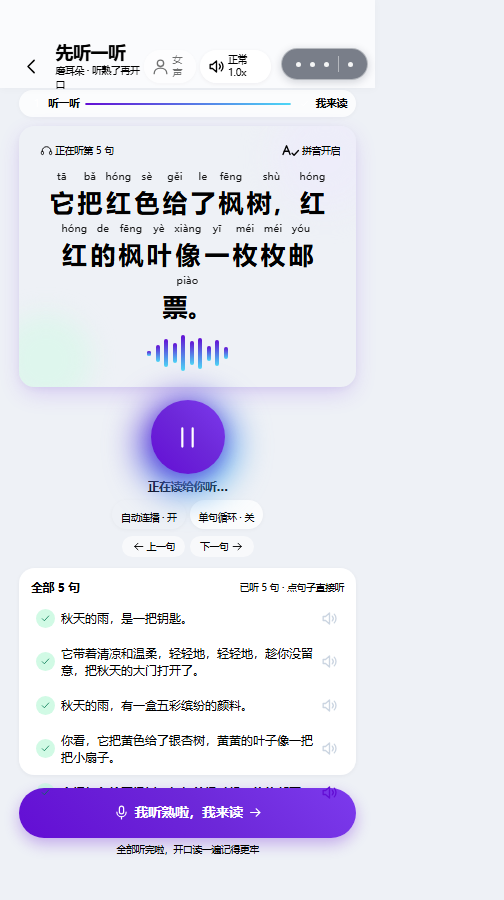 先听一听
磨耳朵 · 听熟了再开
口
女
声
正常
1.0x
听一听
我来读
正在听第 5 句
拼音开启
tā bǎ hóng sè gěi le fēng shù hóng
它把红色给了枫树，红
hóng de fēng yè xiàng yī méi méi yóu
红的枫叶像一枚枚邮
piào
票。
正在读给你听...
自动连播 · 开
单句循环 · 关
← 上一句
下一句 →
全部 5 句
已听 5 句 · 点句子直接听
秋天的雨，是一把钥匙。
它带着清凉和温柔，轻轻地，轻轻地，趁你没留
意，把秋天的大门打开了。
秋天的雨，有一盒五彩缤纷的颜料。
你看，它把黄色给了银杏树，黄黄的叶子像一把
把小扇子。
我听熟啦，我来读 →
全部听完啦，开口读一遍记得更牢